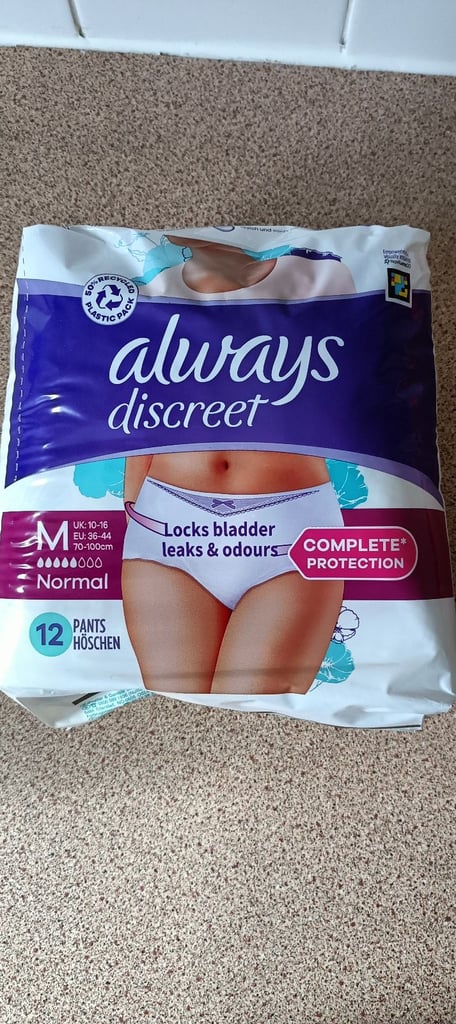 50% RECYCLED
PLASTIC PACK
always
discreet
M
UK: 10-16
EU: 36-44
70-100cm
Normal
Locks bladder
leaks & odours
COMPLETE*
PROTECTION
12 PANTS
HÖSCHEN